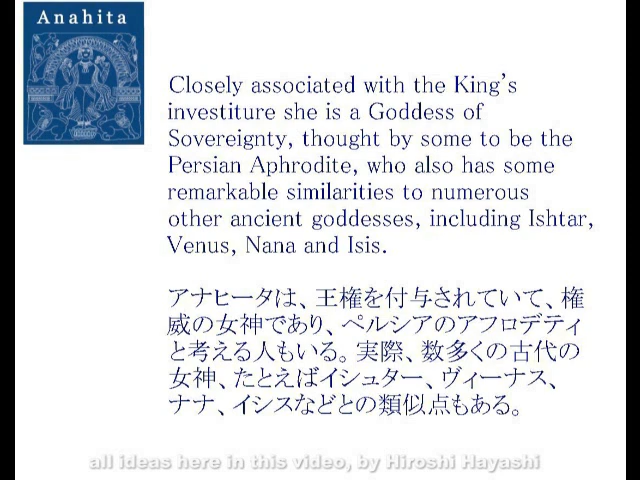 Anahita
Closely associated with the King's
investiture she is a Goddess of
Sovereignty, thought by some to be the
Persian Aphrodite, who also has some
remarkable similarities to numerous
other ancient goddesses, including Ishtar,
Venus, Nana and Isis.
アナヒータは、王権を付与されていて、権
威の女神であり、ペルシアのアフロデティ
と考える人もいる。実際、数多くの古代の
女神、たとえばイシュター、ヴィーナス、
ナナ、イシスなどとの類似点もある。
all ideas here in this video, by Hiroshi Hayashi